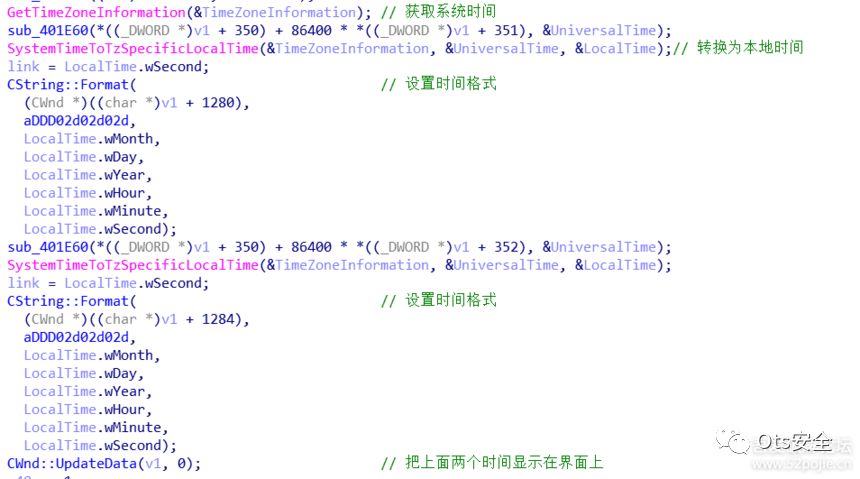 GetTimeZoneInformation(&TimeZoneInformation); // 获取系统时间
sub_401E60(*((_DWORD *)v1 + 350) + 86400 * *((_DWORD *)v1 + 351), &UniversalTime);
SystemTimeToTzSpecificLocalTime(&TimeZoneInformation, &UniversalTime, &LocalTime);// 转换为本地时间
link = LocalTime.wSecond;
CString::Format( // 设置时间格式
(CWnd *)((char *)v1 + 1280),
aDDD02d02d02d,
LocalTime.wMonth,
LocalTime.wDay,
LocalTime.wYear,
LocalTime.wHour,
LocalTime.wMinute,
LocalTime.wSecond);
sub_401E60(*((_DWORD *)v1 + 350) + 86400 * *((_DWORD *)v1 + 352), &UniversalTime);
SystemTimeToTzSpecificLocalTime(&TimeZoneInformation, &UniversalTime, &LocalTime);
link = LocalTime.wSecond;
CString::Format( // 设置时间格式
(CWnd *)((char *)v1 + 1284),
aDDD02d02d02d,
LocalTime.wMonth,
LocalTime.wDay,
LocalTime.wYear,
LocalTime.wHour,
LocalTime.wMinute,
LocalTime.wSecond);
Ots安全
CWnd::UpdateData(v1, 0); // 把上面两个时间显示在界面上
www.52pojie.cn